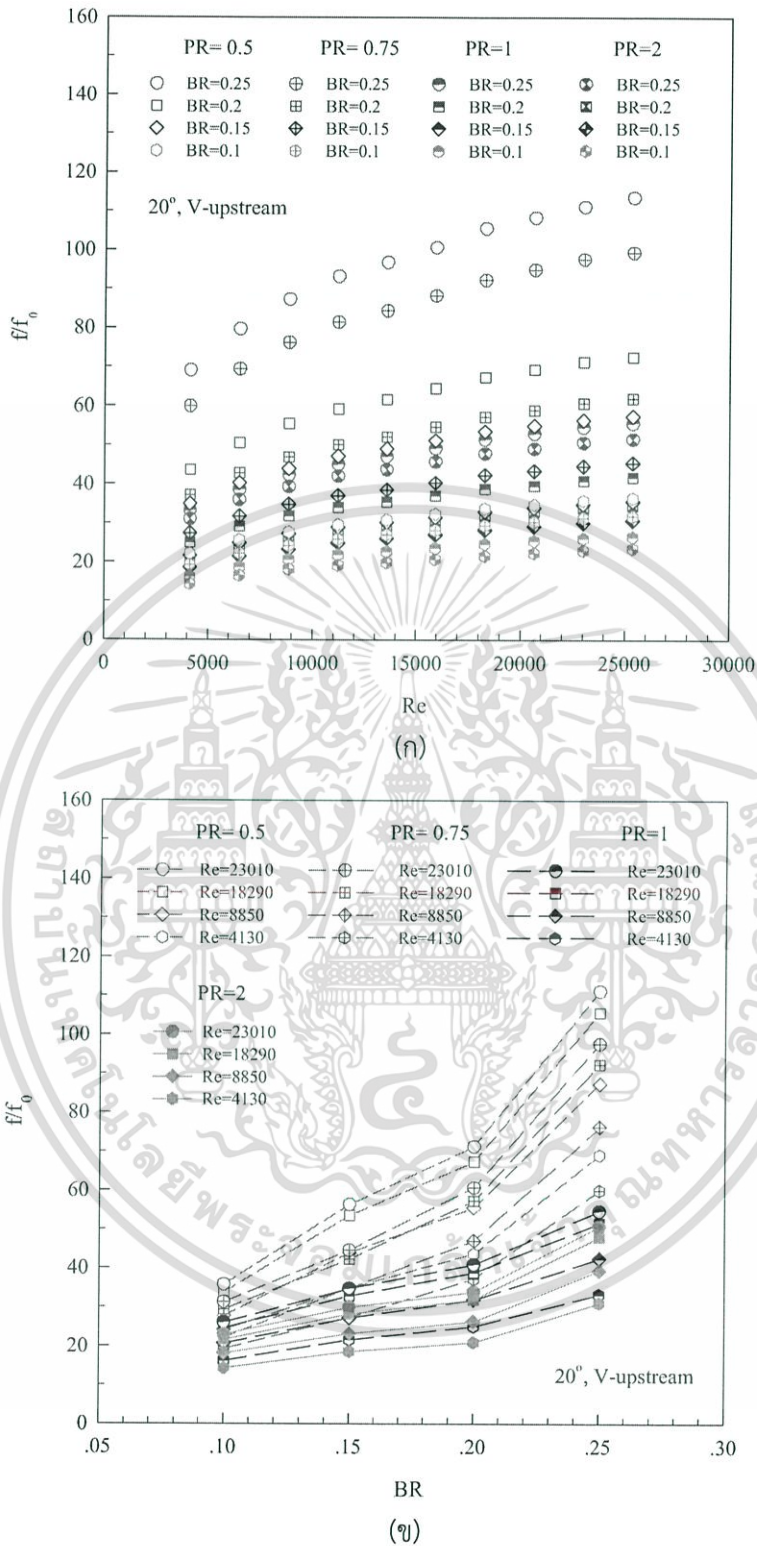 160
140
120
100
80
60
40
20
0
f/f₀
PR= 0.5 PR= 0.75 PR=1 PR=2
BR=0.25 BR=0.25 BR=0.25 BR=0.25
BR=0.2 BR=0.2 BR=0.2 BR=0.2
BR=0.15 BR=0.15 BR=0.15 BR=0.15
BR=0.1 BR=0.1 BR=0.1 BR=0.1
20°, V-upstream
0 5000 10000 15000 20000 25000 30000
Re
(ก)
160
140
120
100
80
60
40
20
0
f/f₀
PR= 0.5 PR= 0.75 PR=1
Re=23010 Re=23010 Re=23010
Re=18290 Re=18290 Re=18290
Re=8850 Re=8850 Re=8850
Re=4130 Re=4130 Re=4130
PR=2
Re=23010
Re=18290
Re=8850
Re=4130
20°, V-upstream
.05 .10 .15 .20 .25 .30
BR
(ข)